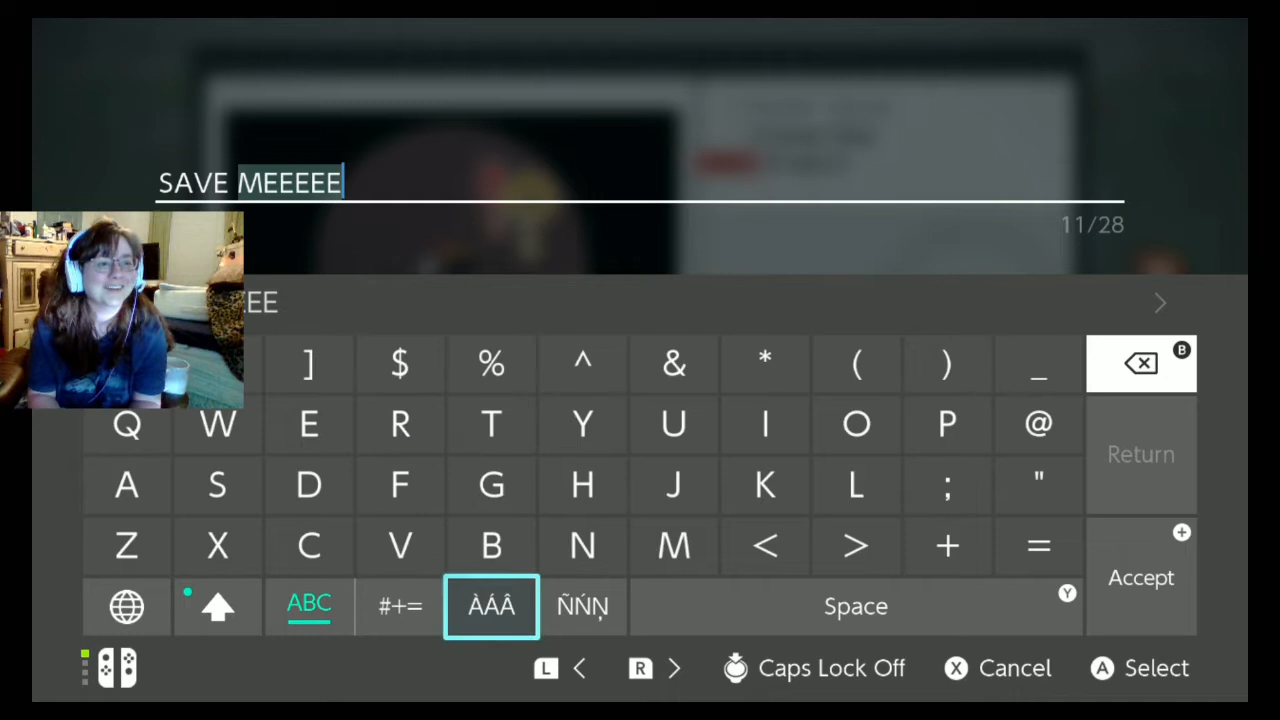 SAVE MEEEEE
11/28
EE
] $ % ^ & * ( ) _ B
Q W E R T Y U I O P @ Return
A S D F G H J K L ; "
Z X C V B N M < > + = + Accept
ABC #+= ÀÁÂ ÑŃŅ Space Y
L < R > Caps Lock Off X Cancel A Select